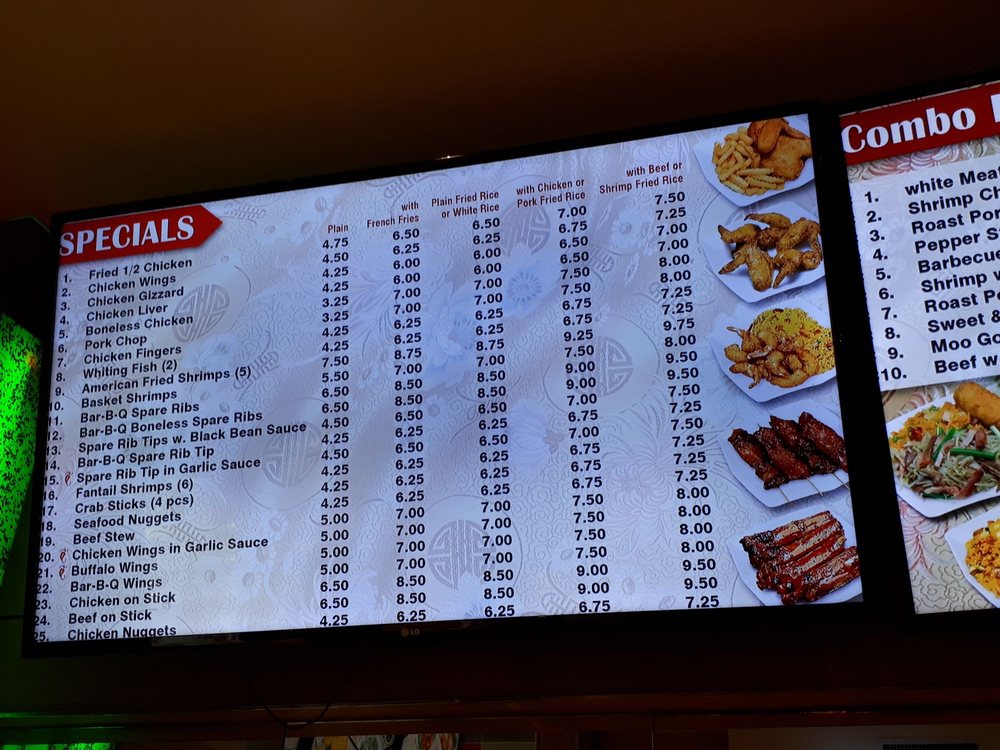 SPECIALS
Plain
with French Fries
Plain Fried Rice or White Rice
with Chicken or Pork Fried Rice
with Beef or Shrimp Fried Rice
1. Fried 1/2 Chicken 4.75 6.50 6.50 7.00 7.50
2. Chicken Wings 4.50 6.25 6.25 6.75 7.25
3. Chicken Gizzard 4.25 6.00 6.00 6.50 7.00
4. Chicken Liver 4.25 6.00 6.00 6.50 7.00
5. Boneless Chicken 3.25 7.00 7.00 7.50 8.00
6. Pork Chop 3.25 7.00 7.00 7.50 8.00
7. Chicken Fingers 4.25 6.25 6.25 6.75 7.25
8. Whiting Fish (2) 4.25 6.25 6.25 6.75 7.25
9. American Fried Shrimps (5) 7.50 8.75 8.75 9.25 9.75
10. Basket Shrimps 5.50 7.00 7.00 7.50 8.00
11. Bar-B-Q Spare Ribs 6.50 8.50 8.50 9.00 9.50
12. Bar-B-Q Boneless Spare Ribs 6.50 8.50 8.50 9.00 9.50
13. Spare Rib Tips w. Black Bean Sauce 4.50 6.50 6.50 7.00 7.50
14. Bar-B-Q Spare Rib Tip 4.25 6.25 6.25 6.75 7.25
15. Spare Rib Tip in Garlic Sauce 4.50 6.50 6.50 7.00 7.50
16. Fantail Shrimps (6) 4.25 6.25 6.25 6.75 7.25
17. Crab Sticks (4 pcs) 4.25 6.25 6.25 6.75 7.25
18. Seafood Nuggets 4.25 6.25 6.25 6.75 7.25
19. Beef Stew 5.00 7.00 7.00 7.50 8.00
20. Chicken Wings in Garlic Sauce 5.00 7.00 7.00 7.50 8.00
21. Buffalo Wings 5.00 7.00 7.00 7.50 8.00
22. Bar-B-Q Wings 5.00 7.00 7.00 7.50 8.00
23. Chicken on Stick 6.50 8.50 8.50 9.00 9.50
24. Beef on Stick 6.50 8.50 8.50 9.00 9.50
25. Chicken Nuggets 4.25 6.25 6.25 6.75 7.25
LG
Combo
1. white Meat
2. Shrimp Ch
3. Roast Por
4. Pepper S
5. Barbecue
6. Shrimp w
7. Roast Po
8. Sweet &
9. Moo Go
10. Beef w